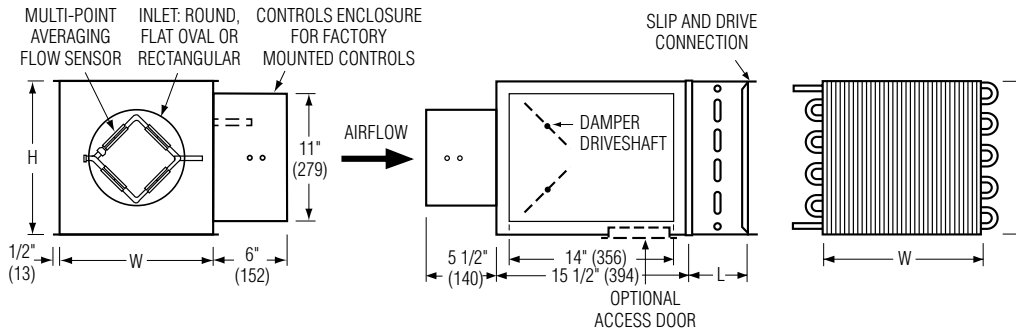 MULTI-POINT
AVERAGING
FLOW SENSOR
INLET: ROUND,
FLAT OVAL OR
RECTANGULAR
CONTROLS ENCLOSURE
FOR FACTORY
MOUNTED CONTROLS
SLIP AND DRIVE
CONNECTION
H
11"
(279)
AIRFLOW
DAMPER
DRIVESHAFT
1/2"
(13)
W
6"
(152)
5 1/2"
(140)
14" (356)
15 1/2" (394)
L
W
OPTIONAL
ACCESS DOOR